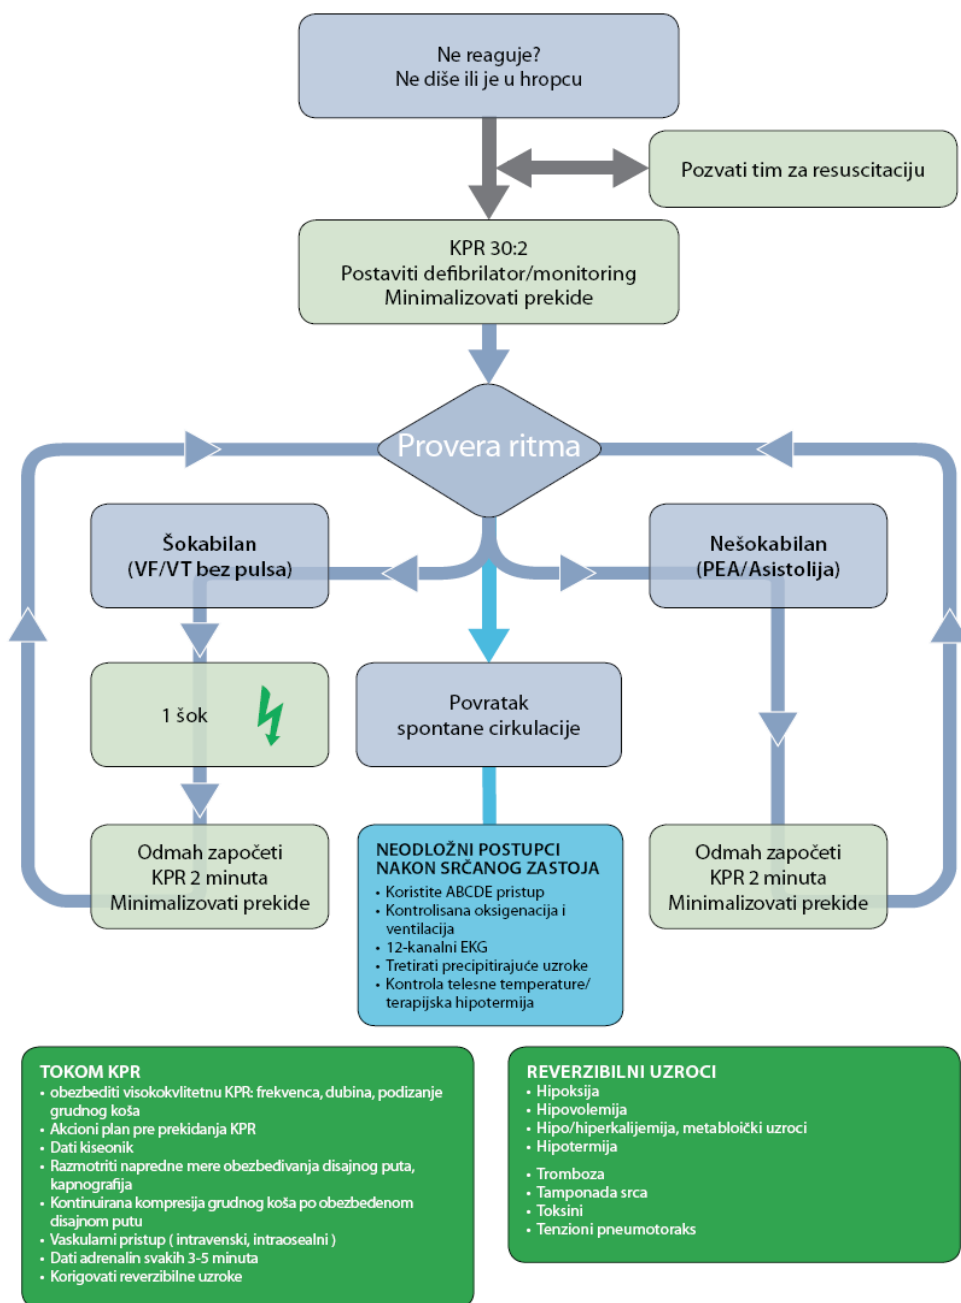 Ne reaguje?
Ne diše ili je u hropcu
Pozvati tim za resuscitaciju
KPR 30:2
Postaviti defibrilator/monitoring
Minimalizovati prekide
Provera ritma
Šokabilan
(VF/VT bez pulsa)
Nešokabilan
(PEA/Asistolija)
1 šok
Povratak
spontane cirkulacije
Odmah započeti
KPR 2 minuta
Minimalizovati prekide
NEODLOŽNI POSTUPCI
NAKON SRČANOG ZASTOJA
• Koristite ABCDE pristup
• Kontrolisana oksigenacija i
ventilacija
• 12-kanalni EKG
• Tretirati precipitirajuće uzroke
• Kontrola telesne temperature/
terapijska hipotermija
Odmah započeti
KPR 2 minuta
Minimalizovati prekide
TOKOM KPR
• obezbediti visokokvlitetnu KPR: frekvenca, dubina, podizanje
grudnog koša
• Akcioni plan pre prekidanja KPR
• Dati kiseonik
• Razmotriti napredne mere obezbeđivanja disajnog puta,
kapnografija
• Kontinuirana kompresija grudnog koša po obezbeđenom
disajnom putu
• Vaskularni pristup ( intravenski, intraosealni )
• Dati adrenalin svakih 3-5 minuta
• Korigovati reverzibilne uzroke
REVERZIBILNI UZROCI
• Hipoksija
• Hipovolemija
• Hipo/hiperkalijemija, metabloički uzroci
• Hipotermija
• Tromboza
• Tamponada srca
• Toksini
• Tenzioni pneumotoraks